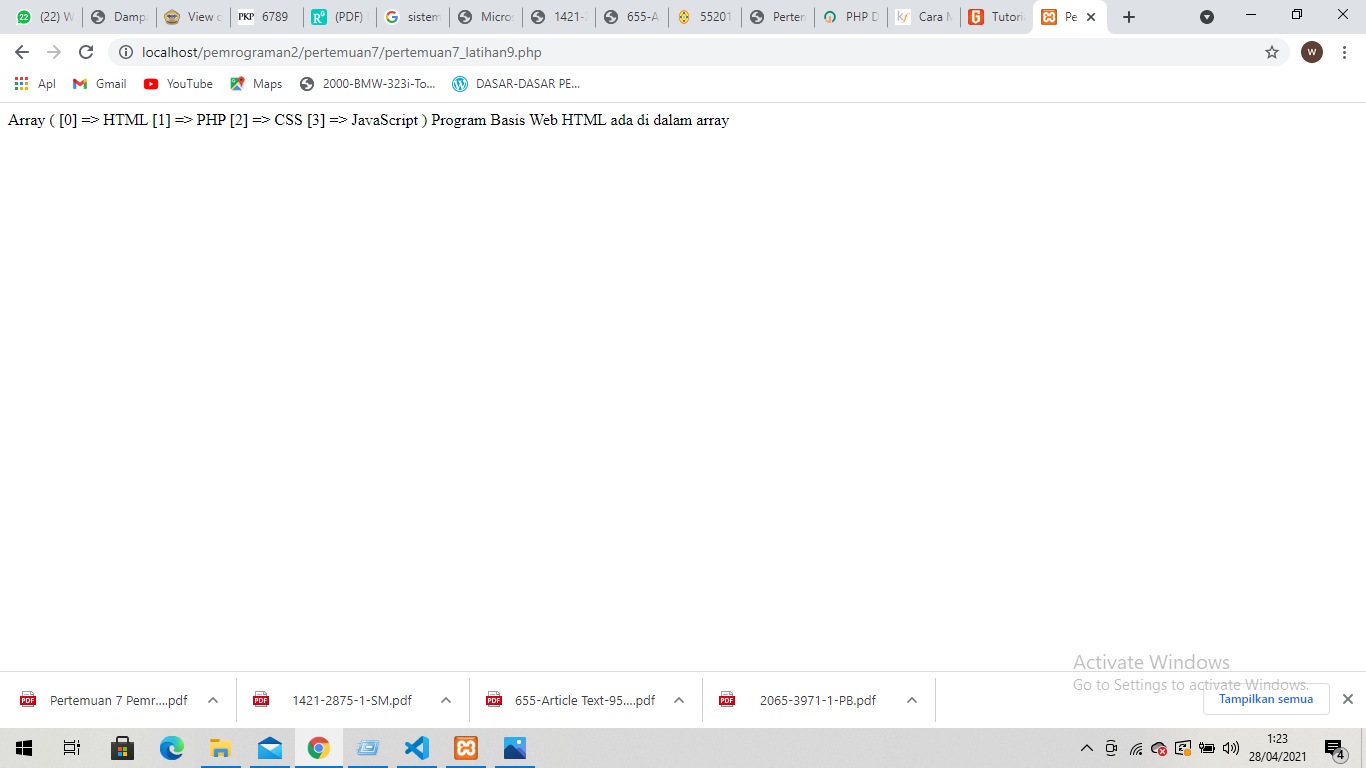 (22) W Damp View c PKP 6789 (PDF) sistem Micro 1421- 655-A 55201 Perten PHP D Cara M Tutori Pe
localhost/pemrograman2/pertemuan7/pertemuan7_latihan9.php
W
Apl Gmail YouTube Maps 2000-BMW-323i-To... DASAR-DASAR PE...
Array ( [0] => HTML [1] => PHP [2] => CSS [3] => JavaScript ) Program Basis Web HTML ada di dalam array
Activate Windows
Go to Settings to activate Windows.
Pertemuan 7 Pemr....pdf 1421-2875-1-SM.pdf 655-Article Text-95....pdf 2065-3971-1-PB.pdf Tampilkan semua
1:23
28/04/2021
4